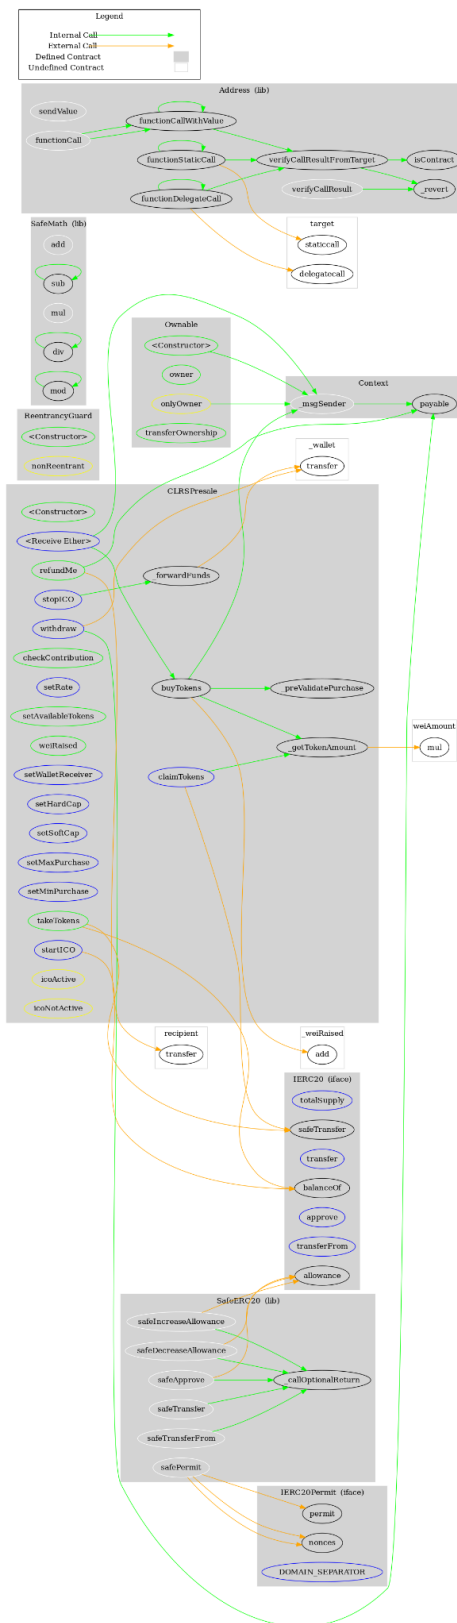 Legend
Internal Call
External Call
Defined Contract
Undefined Contract
Address (lib)
sendValue
functionCallWithValue
functionCall
functionStaticCall
verifyCallResultFromTarget
isContract
verifyCallResult
_revert
functionDelegateCall
target
staticcall
delegatecall
SafeMath (lib)
add
sub
mul
div
mod
Ownable
<Constructor>
owner
onlyOwner
transferOwnership
Context
_msgSender
payable
ReentrancyGuard
<Constructor>
nonReentrant
_wallet
transfer
CLRSPresale
<Constructor>
<Receive Ether>
refundMe
forwardFunds
stopICO
withdraw
checkContribution
setRate
buyTokens
_preValidatePurchase
setAvailableTokens
weiRaised
_getTokenAmount
weiAmount
mul
setWalletReceiver
claimTokens
setHardCap
setSoftCap
setMaxPurchase
setMinPurchase
takeTokens
startICO
icoActive
icoNotActive
recipient
transfer
_weiRaised
add
IERC20 (iface)
totalSupply
safeTransfer
transfer
balanceOf
approve
transferFrom
allowance
SafeERC20 (lib)
safeIncreaseAllowance
safeDecreaseAllowance
safeApprove
_callOptionalReturn
safeTransfer
safeTransferFrom
safePermit
IERC20Permit (iface)
permit
nonces
DOMAIN_SEPARATOR